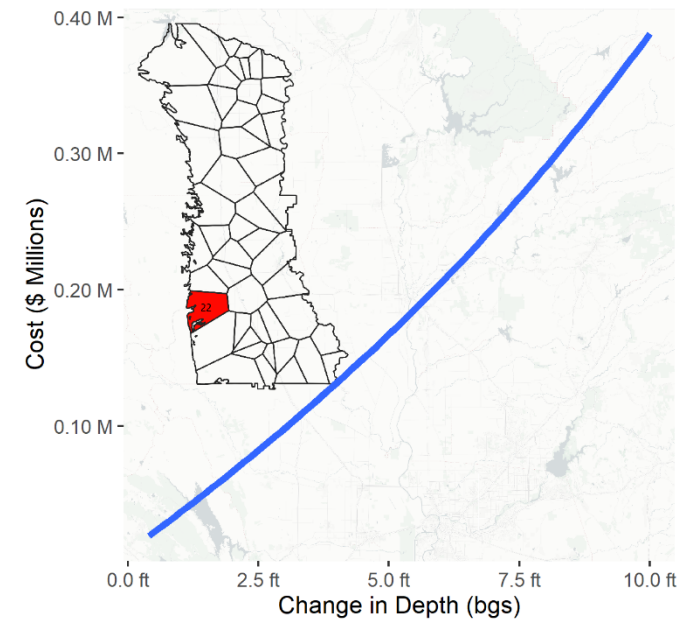 0.40 M
0.30 M
0.20 M
0.10 M
Cost ($ Millions)
22
0.0 ft 2.5 ft 5.0 ft 7.5 ft 10.0 ft
Change in Depth (bgs)